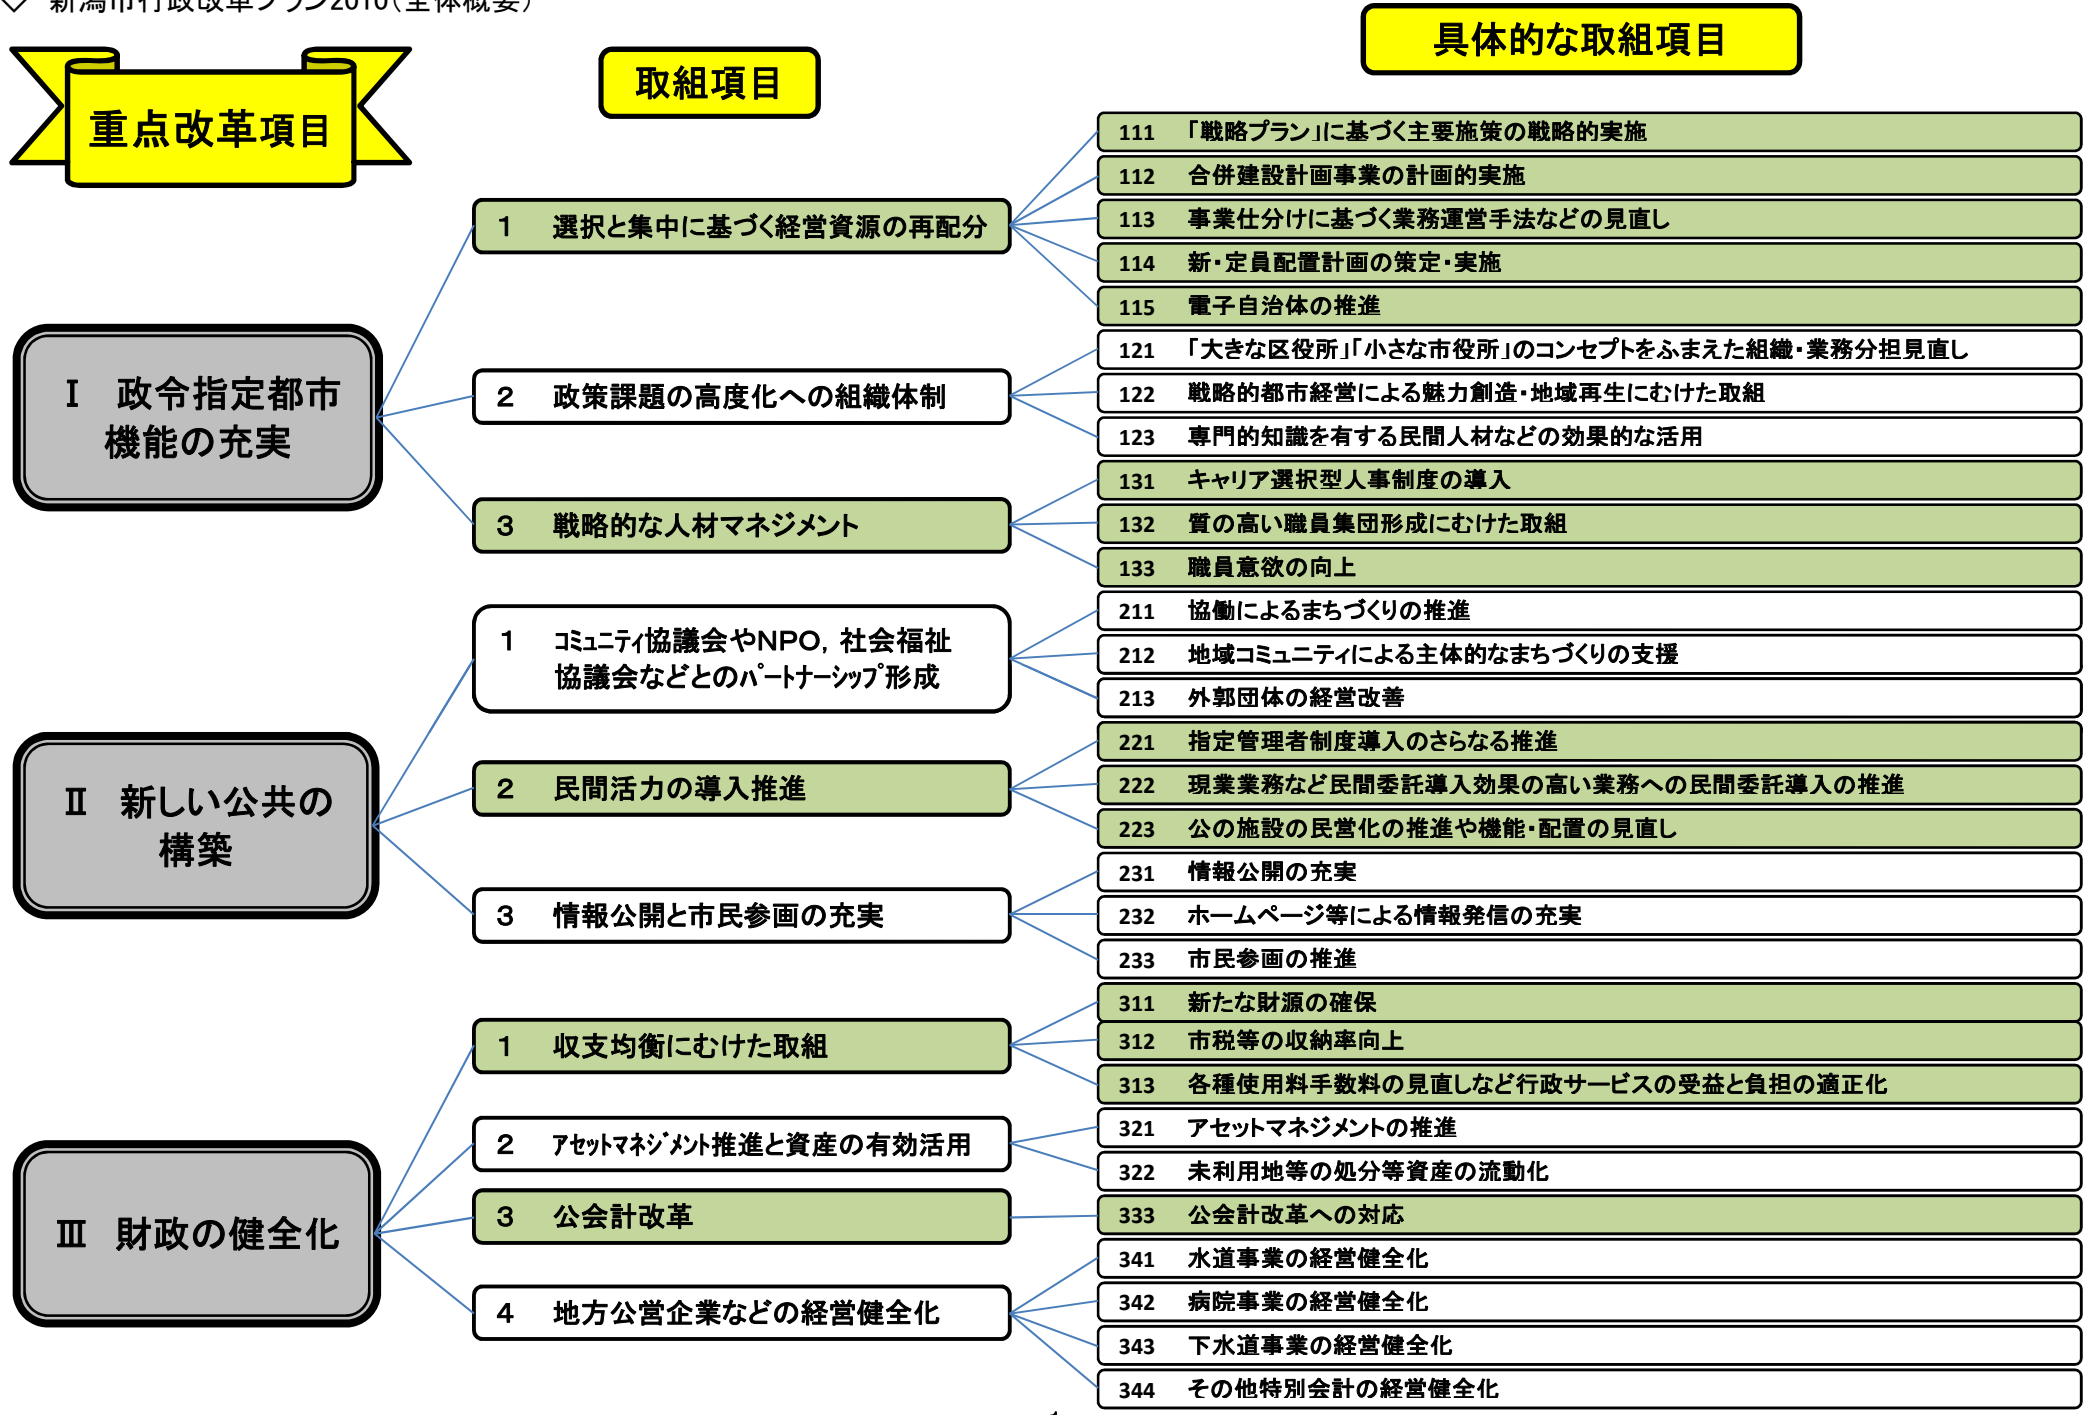 ◇ 新潟市行政改革プラン2010(全体概要)
重点改革項目
取組項目
具体的な取組項目
Ⅰ 政令指定都市
機能の充実
1 選択と集中に基づく経営資源の再配分
111 「戦略プラン」に基づく主要施策の戦略的実施
112 合併建設計画事業の計画的実施
113 事業仕分けに基づく業務運営手法などの見直し
114 新・定員配置計画の策定・実施
115 電子自治体の推進
2 政策課題の高度化への組織体制
121 「大きな区役所」「小さな市役所」のコンセプトをふまえた組織・業務分担見直し
122 戦略的都市経営による魅力創造・地域再生にむけた取組
123 専門的知識を有する民間人材などの効果的な活用
3 戦略的な人材マネジメント
131 キャリア選択型人事制度の導入
132 質の高い職員集団形成にむけた取組
133 職員意欲の向上
Ⅱ 新しい公共の
構築
1 コミュニティ協議会やNPO，社会福祉
協議会などとのパートナーシップ形成
211 協働によるまちづくりの推進
212 地域コミュニティによる主体的なまちづくりの支援
213 外郭団体の経営改善
2 民間活力の導入推進
221 指定管理者制度導入のさらなる推進
222 現業業務など民間委託導入効果の高い業務への民間委託導入の推進
223 公の施設の民営化の推進や機能・配置の見直し
3 情報公開と市民参画の充実
231 情報公開の充実
232 ホームページ等による情報発信の充実
233 市民参画の推進
Ⅲ 財政の健全化
1 収支均衡にむけた取組
311 新たな財源の確保
312 市税等の収納率向上
313 各種使用料手数料の見直しなど行政サービスの受益と負担の適正化
2 アセットマネジメント推進と資産の有効活用
321 アセットマネジメントの推進
322 未利用地等の処分等資産の流動化
3 公会計改革
333 公会計改革への対応
4 地方公営企業などの経営健全化
341 水道事業の経営健全化
342 病院事業の経営健全化
343 下水道事業の経営健全化
344 その他特別会計の経営健全化